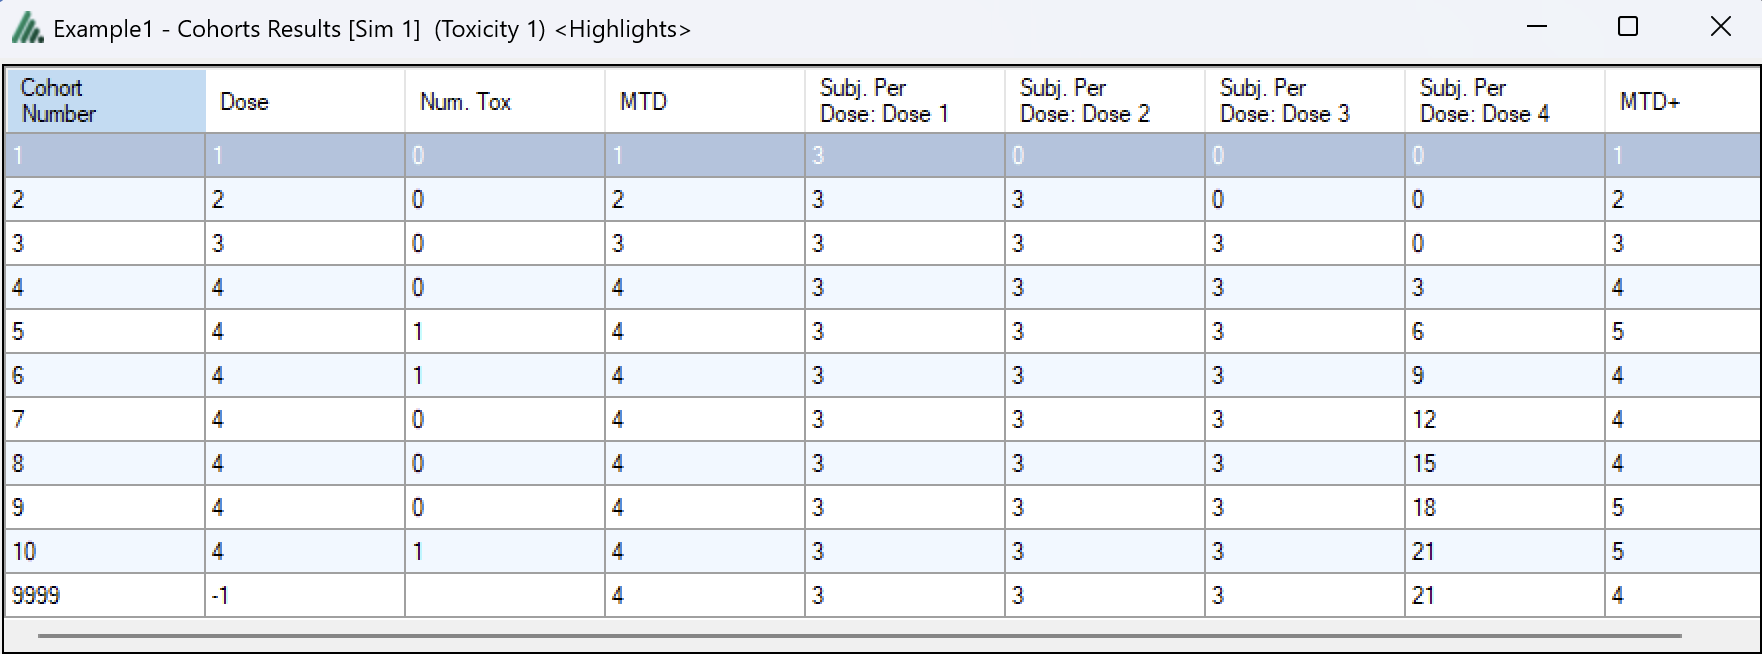 Example1 - Cohorts Results [Sim 1]  (Toxicity 1) <Highlights>
Cohort Number Dose Num. Tox MTD Subj. Per Dose: Dose 1 Subj. Per Dose: Dose 2 Subj. Per Dose: Dose 3 Subj. Per Dose: Dose 4 MTD+
1 1 0 1 3 0 0 0 1
2 2 0 2 3 3 0 0 2
3 3 0 3 3 3 3 0 3
4 4 0 4 3 3 3 3 4
5 4 1 4 3 3 3 6 5
6 4 1 4 3 3 3 9 4
7 4 0 4 3 3 3 12 4
8 4 0 4 3 3 3 15 4
9 4 0 4 3 3 3 18 5
10 4 1 4 3 3 3 21 5
9999 -1 4 3 3 3 21 4